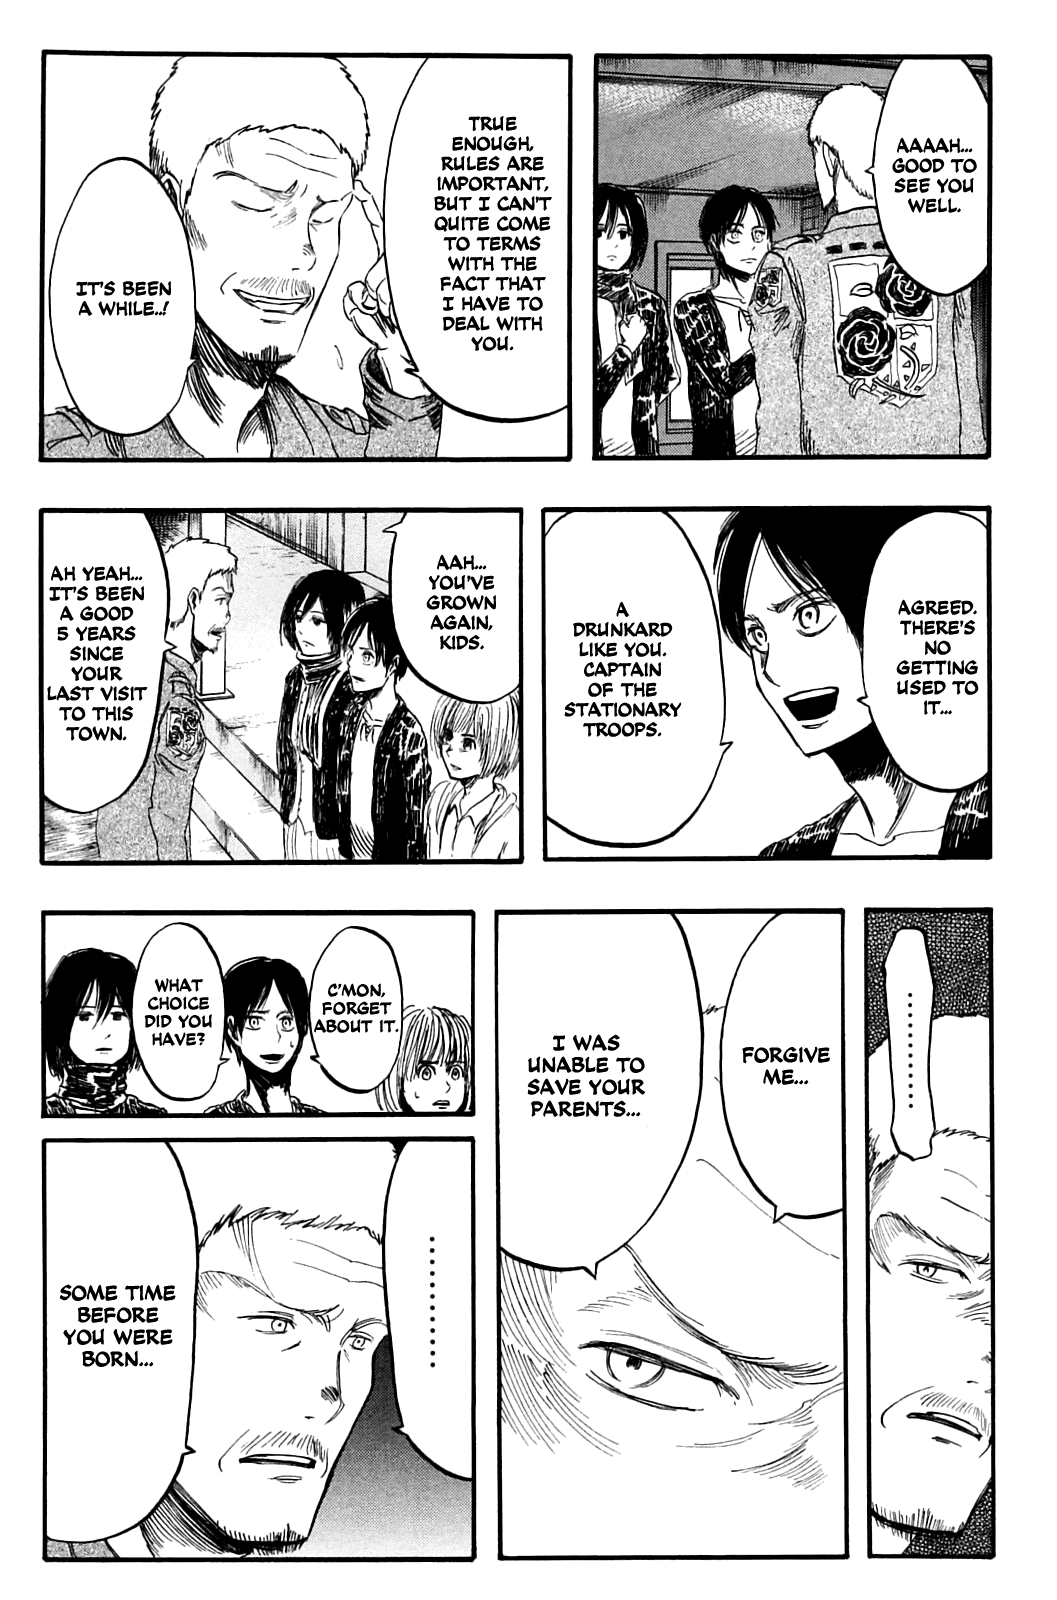 AAAAH...
GOOD TO
SEE YOU
WELL.
TRUE
ENOUGH,
RULES ARE
IMPORTANT,
BUT I CAN'T
QUITE COME
TO TERMS
WITH THE
FACT THAT
I HAVE TO
DEAL WITH
YOU.
IT'S BEEN
A WHILE..!
AGREED.
THERE'S
NO
GETTING
USED TO
IT...
A
DRUNKARD
LIKE YOU.
CAPTAIN
OF THE
STATIONARY
TROOPS.
AAH...
YOU'VE
GROWN
AGAIN,
KIDS.
AH YEAH...
IT'S BEEN
A GOOD
5 YEARS
SINCE
YOUR
LAST VISIT
TO THIS
TOWN.
.........
FORGIVE
ME...
I WAS
UNABLE TO
SAVE YOUR
PARENTS...
C'MON,
FORGET
ABOUT IT.
WHAT
CHOICE
DID YOU
HAVE?
.........
SOME TIME
BEFORE
YOU WERE
BORN...